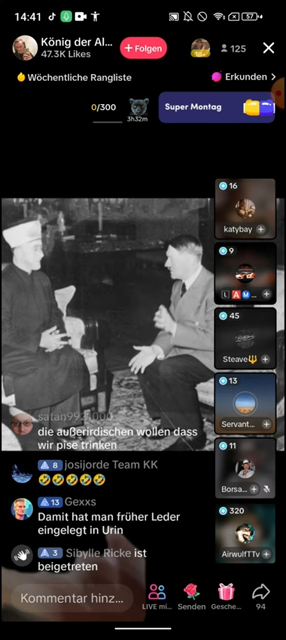 14:41
57
König der Al...
47.3K Likes
+ Folgen
125
Wöchentliche Rangliste
Erkunden >
0/300
3h32m
Super Montag
16
katybay
9
L A M...
45
Steave🔱
13
Servant...
11
Borsa...
320
AirwulfTTv
die außerirdischen wollen dass
wir pise trinken
8 josijorde Team KK
🤣🤣🤣🤣🤣
13 Gexxs
Damit hat man früher Leder
eingelegt in Urin
3 Sibylle Ricke ist
beigetreten
Kommentar hinz...
LIVE mi...
Senden
Gesche...
94